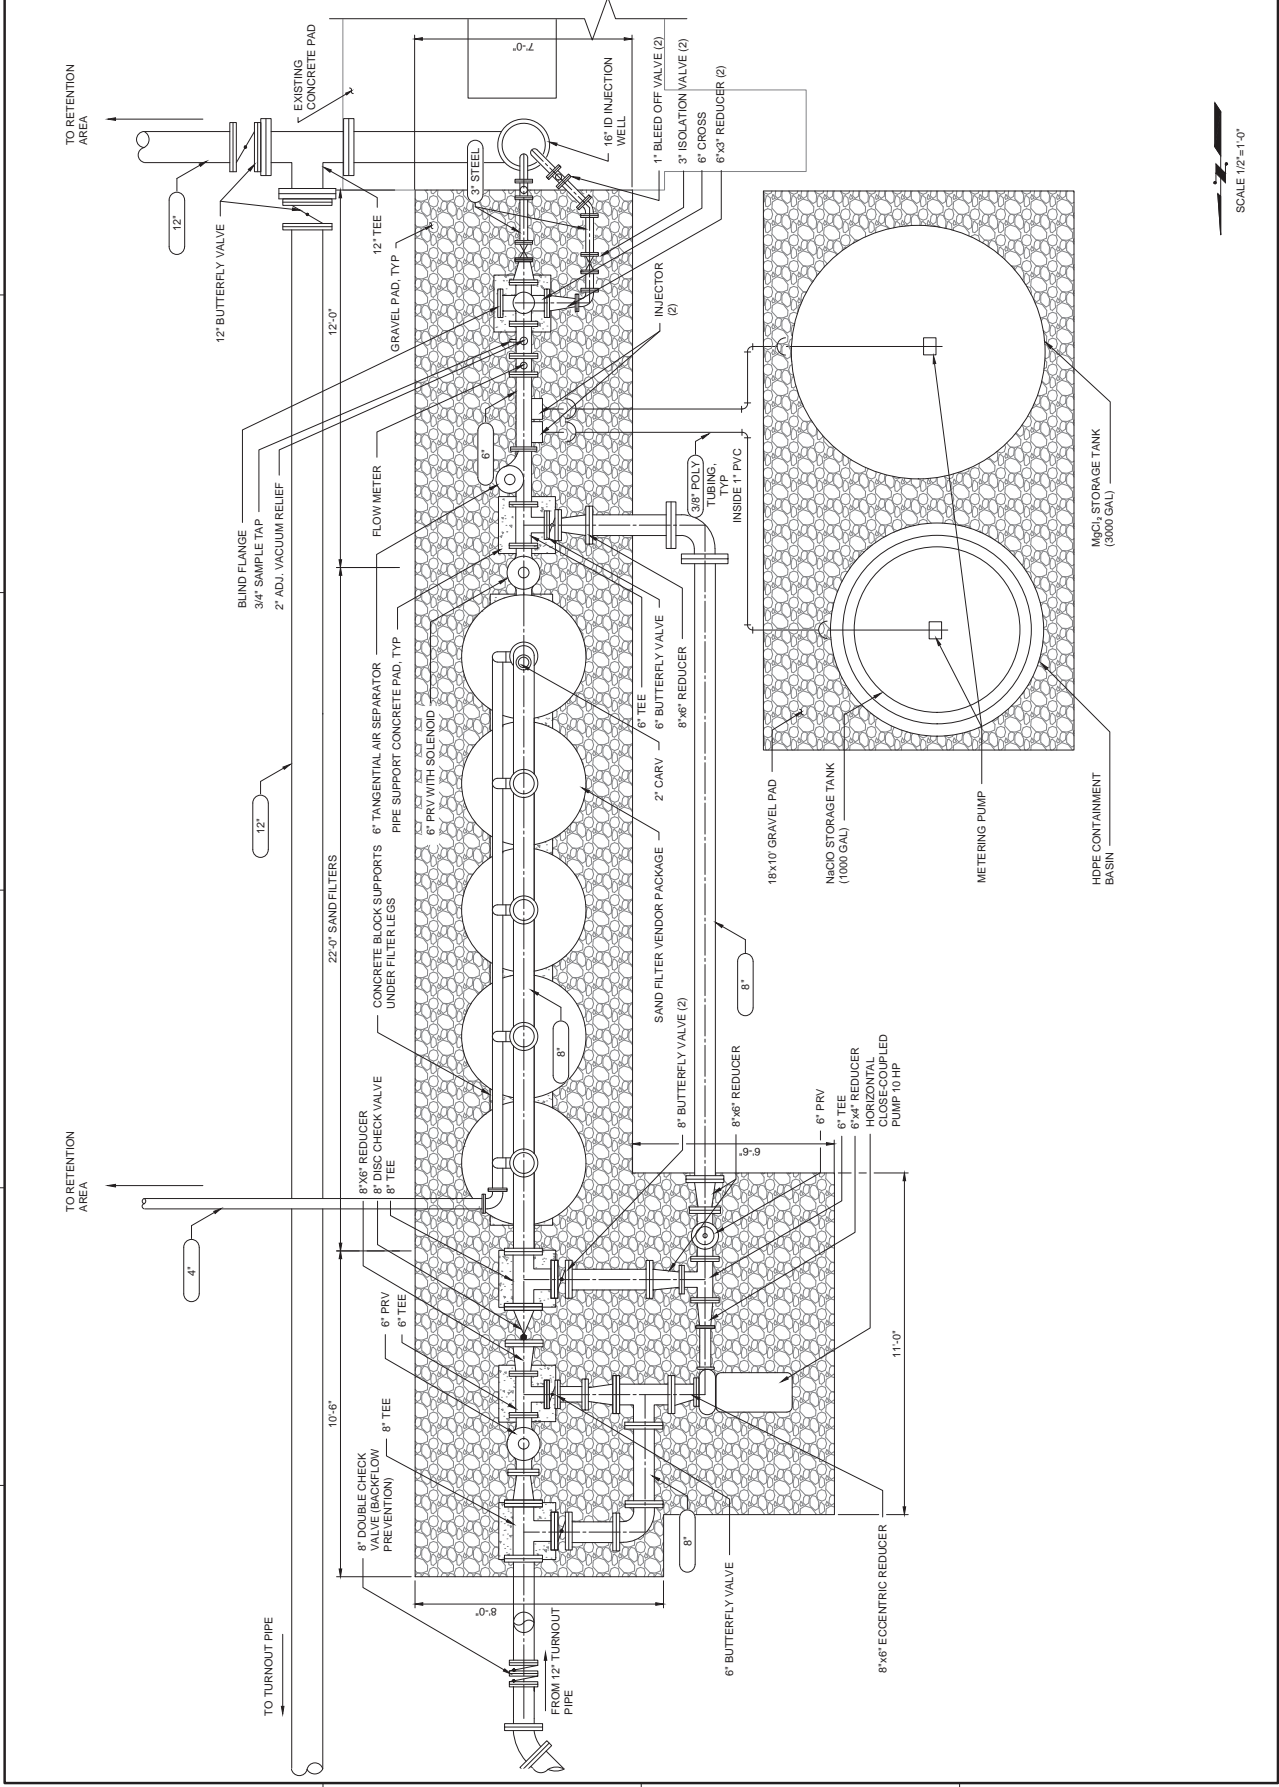 TO RETENTION
AREA
12"
12" BUTTERFLY VALVE
EXISTING
CONCRETE PAD
7'-0"
16" ID INJECTION
WELL
1" BLEED OFF VALVE (2)
3" ISOLATION VALVE (2)
6" CROSS
6"x3" REDUCER (2)
3" STEEL
12" TEE
GRAVEL PAD, TYP
12'-0"
INJECTOR
(2)
BLIND FLANGE
3/4" SAMPLE TAP
2" ADJ. VACUUM RELIEF
FLOW METER
6"
3/8" POLY
TUBING,
TYP
INSIDE 1" PVC
6" TANGENTIAL AIR SEPARATOR
PIPE SUPPORT CONCRETE PAD, TYP
6" PRV WITH SOLENOID
6" TEE
6" BUTTERFLY VALVE
8"x6" REDUCER
2" CARV
SAND FILTER VENDOR PACKAGE
MgCl₂ STORAGE TANK
(3000 GAL)
18'x10' GRAVEL PAD
NaClO STORAGE TANK
(1000 GAL)
METERING PUMP
HDPE CONTAINMENT
BASIN
SCALE 1/2"=1'-0"
12"
22'-0" SAND FILTERS
CONCRETE BLOCK SUPPORTS
UNDER FILTER LEGS
8"
8"
8" BUTTERFLY VALVE (2)
8"x6" REDUCER
6" PRV
6" TEE
6"x4" REDUCER
HORIZONTAL
CLOSE-COUPLED
PUMP 10 HP
6'-6"
11'-0"
TO RETENTION
AREA
4"
8"X6" REDUCER
8" DISC CHECK VALVE
8" TEE
6" PRV
6" TEE
10'-6"
8" DOUBLE CHECK
VALVE (BACKFLOW
PREVENTION)
8" TEE
8"
8'-0"
6" BUTTERFLY VALVE
8"x6" ECCENTRIC REDUCER
TO TURNOUT PIPE
FROM 12" TURNOUT
PIPE